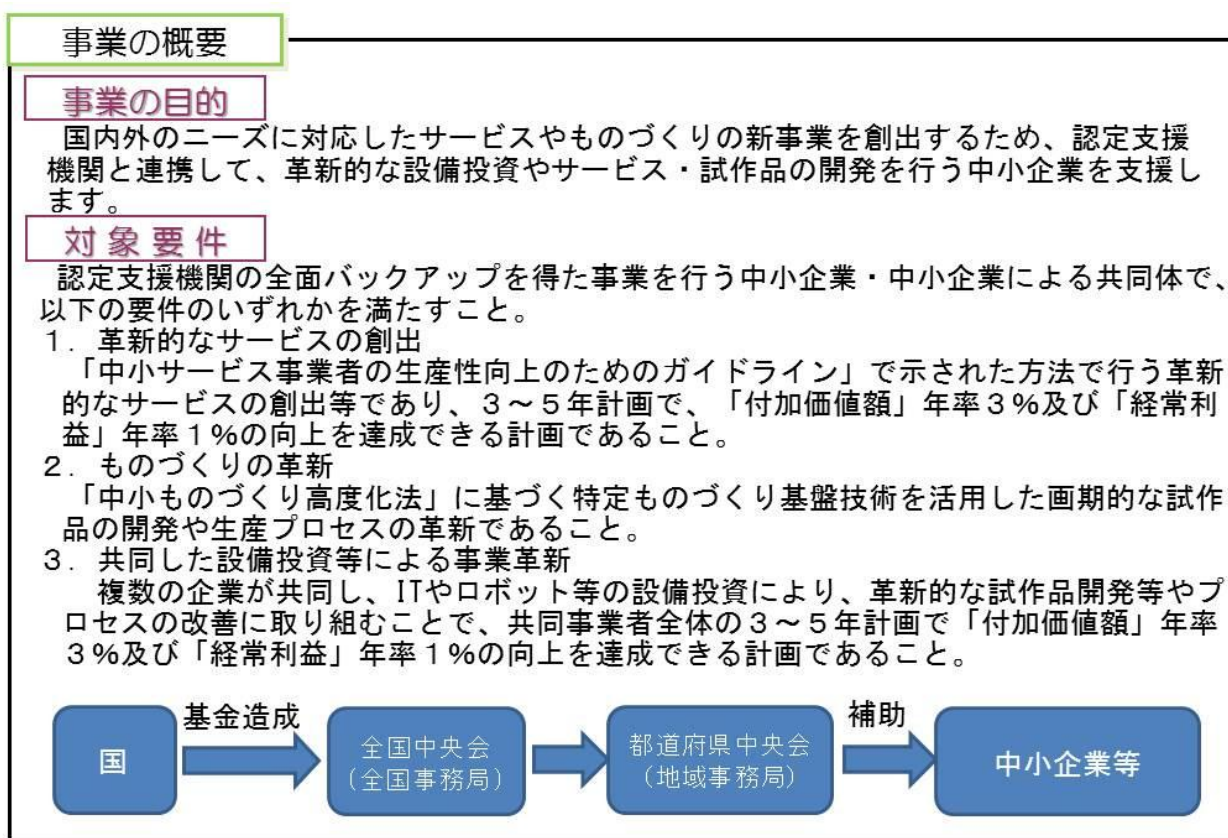 事業の概要
事業の目的
国内外のニーズに対応したサービスやものづくりの新事業を創出するため、認定支援
機関と連携して、革新的な設備投資やサービス・試作品の開発を行う中小企業を支援し
ます。
対象要件
認定支援機関の全面バックアップを得た事業を行う中小企業・中小企業による共同体で、
以下の要件のいずれかを満たすこと。
１．革新的なサービスの創出
「中小サービス事業者の生産性向上のためのガイドライン」で示された方法で行う革新
的なサービスの創出等であり、３～５年計画で、「付加価値額」年率３％及び「経常利
益」年率１％の向上を達成できる計画であること。
２．ものづくりの革新
「中小ものづくり高度化法」に基づく特定ものづくり基盤技術を活用した画期的な試作
品の開発や生産プロセスの革新であること。
３．共同した設備投資等による事業革新
複数の企業が共同し、ITやロボット等の設備投資により、革新的な試作品開発等やプ
ロセスの改善に取り組むことで、共同事業者全体の３～５年計画で「付加価値額」年率
３％及び「経常利益」年率１％の向上を達成できる計画であること。
国
基金造成
全国中央会
（全国事務局）
都道府県中央会
（地域事務局）
補助
中小企業等